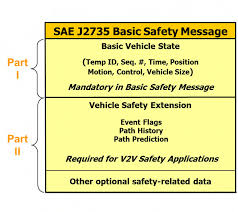 SAE J2735 Basic Safety Message
Part
I
Basic Vehicle State
(Temp ID, Seq. #, Time, Position
Motion, Control, Vehicle Size)
Mandatory in Basic Safety Message
Part
II
Vehicle Safety Extension
Event Flags
Path History
Path Prediction
Required for V2V Safety Applications
Other optional safety-related data